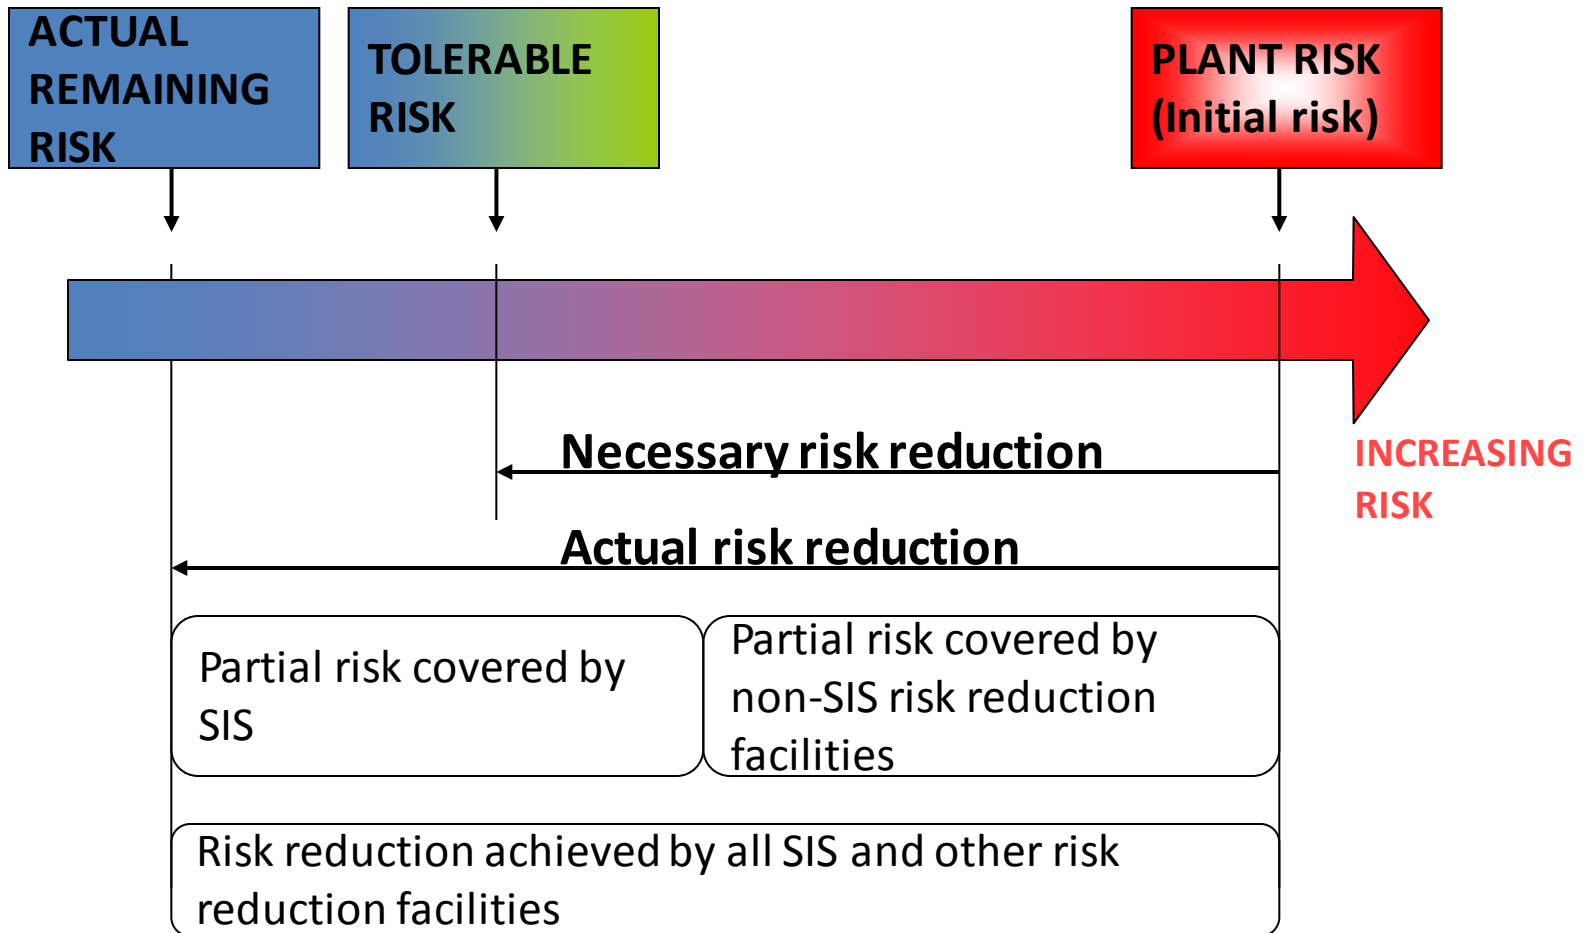 ACTUAL
REMAINING
RISK
TOLERABLE
RISK
PLANT RISK
(Initial risk)
Necessary risk reduction
INCREASING
RISK
Actual risk reduction
Partial risk covered by
SIS
Partial risk covered by
non-SIS risk reduction
facilities
Risk reduction achieved by all SIS and other risk
reduction facilities